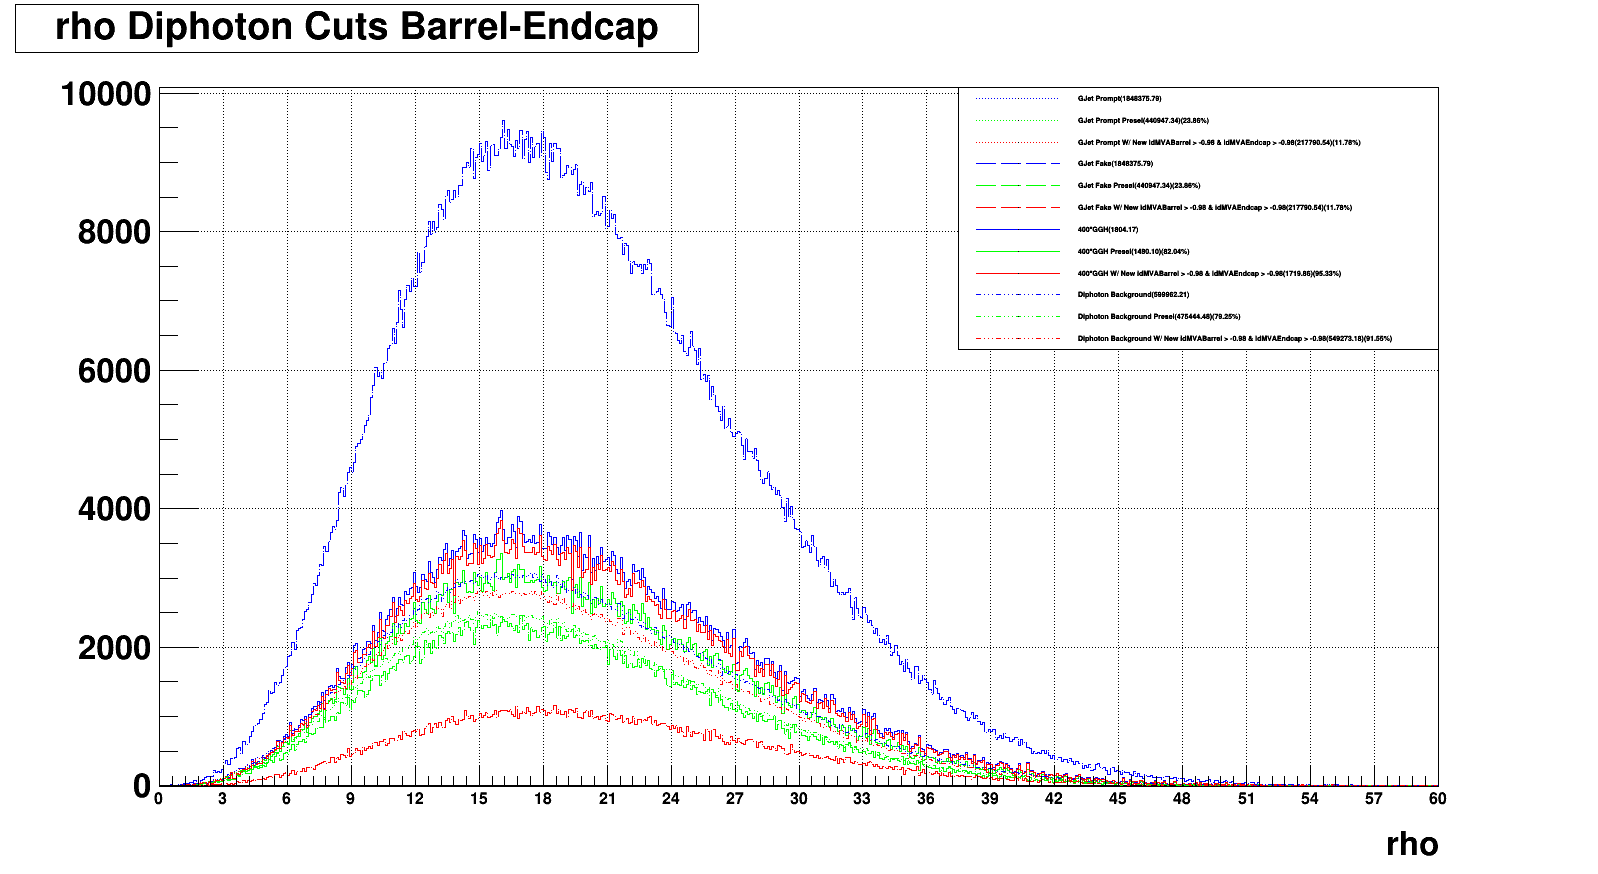 rho Diphoton Cuts Barrel-Endcap
10000
8000
6000
4000
2000
0
GJet Prompt(1848375.79)
GJet Prompt Presel(440947.34)(23.86%)
GJet Prompt W/ New idMVABarrel > -0.98 & idMVAEndcap > -0.98(217790.54)(11.78%)
GJet Fake(1848375.79)
GJet Fake Presel(440947.34)(23.86%)
GJet Fake W/ New idMVABarrel > -0.98 & idMVAEndcap > -0.98(217790.54)(11.78%)
400*GGH(1804.17)
400*GGH Presel(1480.10)(82.04%)
400*GGH W/ New idMVABarrel > -0.98 & idMVAEndcap > -0.98(1719.86)(95.33%)
Diphoton Background(599962.21)
Diphoton Background Presel(475444.48)(79.25%)
Diphoton Background W/ New idMVABarrel > -0.98 & idMVAEndcap > -0.98(549273.18)(91.55%)
0 3 6 9 12 15 18 21 24 27 30 33 36 39 42 45 48 51 54 57 60
rho